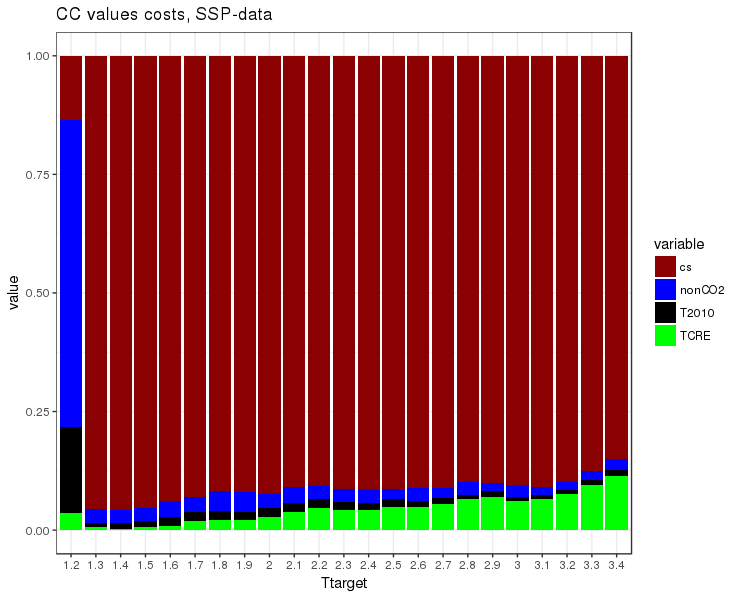 CC values costs, SSP-data
1.00
0.75
0.50
0.25
0.00
value
1.2 1.3 1.4 1.5 1.6 1.7 1.8 1.9 2 2.1 2.2 2.3 2.4 2.5 2.6 2.7 2.8 2.9 3 3.1 3.2 3.3 3.4
Ttarget
variable
cs
nonCO2
T2010
TCRE